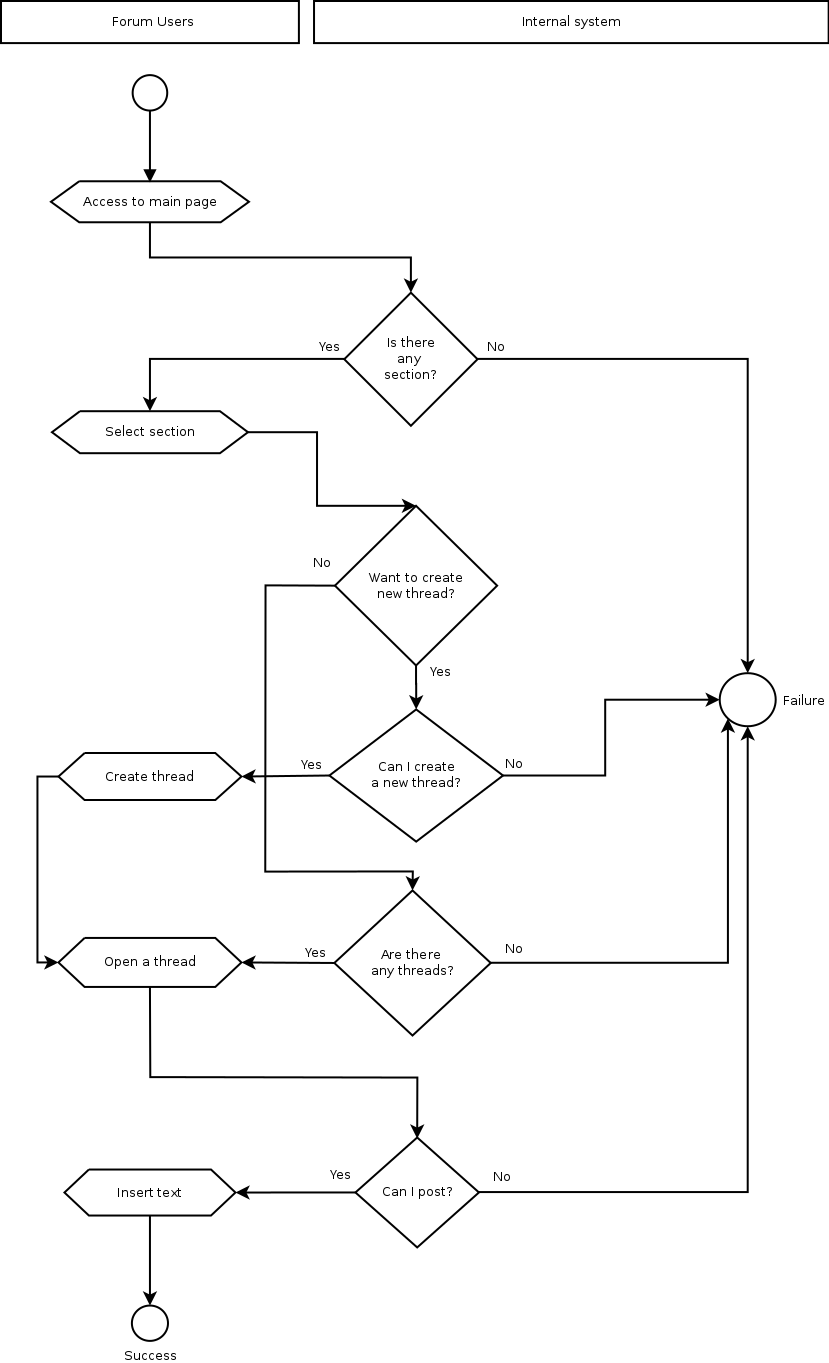 Forum Users
Internal system
Access to main page
Is there
any
section?
Yes
No
Select section
Want to create
new thread?
No
Yes
Failure
Can I create
a new thread?
Yes
No
Create thread
Are there
any threads?
Yes
No
Open a thread
Can I post?
Yes
No
Insert text
Success